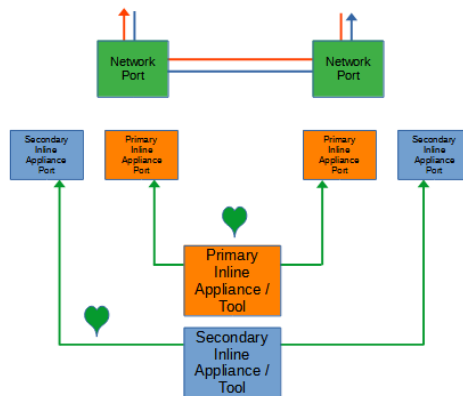 Network
Port
Network
Port
Secondary
Inline
Appliance
Port
Primary
Inline
Appliance
Port
Primary
Inline
Appliance
Port
Secondary
Inline
Appliance
Port
Primary
Inline
Appliance /
Tool
Secondary
Inline
Appliance /
Tool